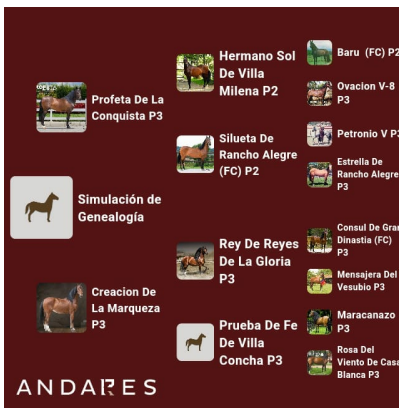 Profeta De La
Conquista P3
Simulación de
Genealogía
Creacion De
La Marqueza
P3
Hermano Sol
De Villa
Milena P2
Silueta De
Rancho Alegre
(FC) P2
Rey De Reyes
De La Gloria
P3
Prueba De Fe
De Villa
Concha P3
Baru (FC) P2
Ovacion V-8
P3
Petronio V P3
Estrella De
Rancho Alegre
P3
Consul De Gran
Dinastia (FC)
P3
Mensajera Del
Vesubio P3
Maracanazo
P3
Rosa Del
Viento De Casa
Blanca P3
ANDARES